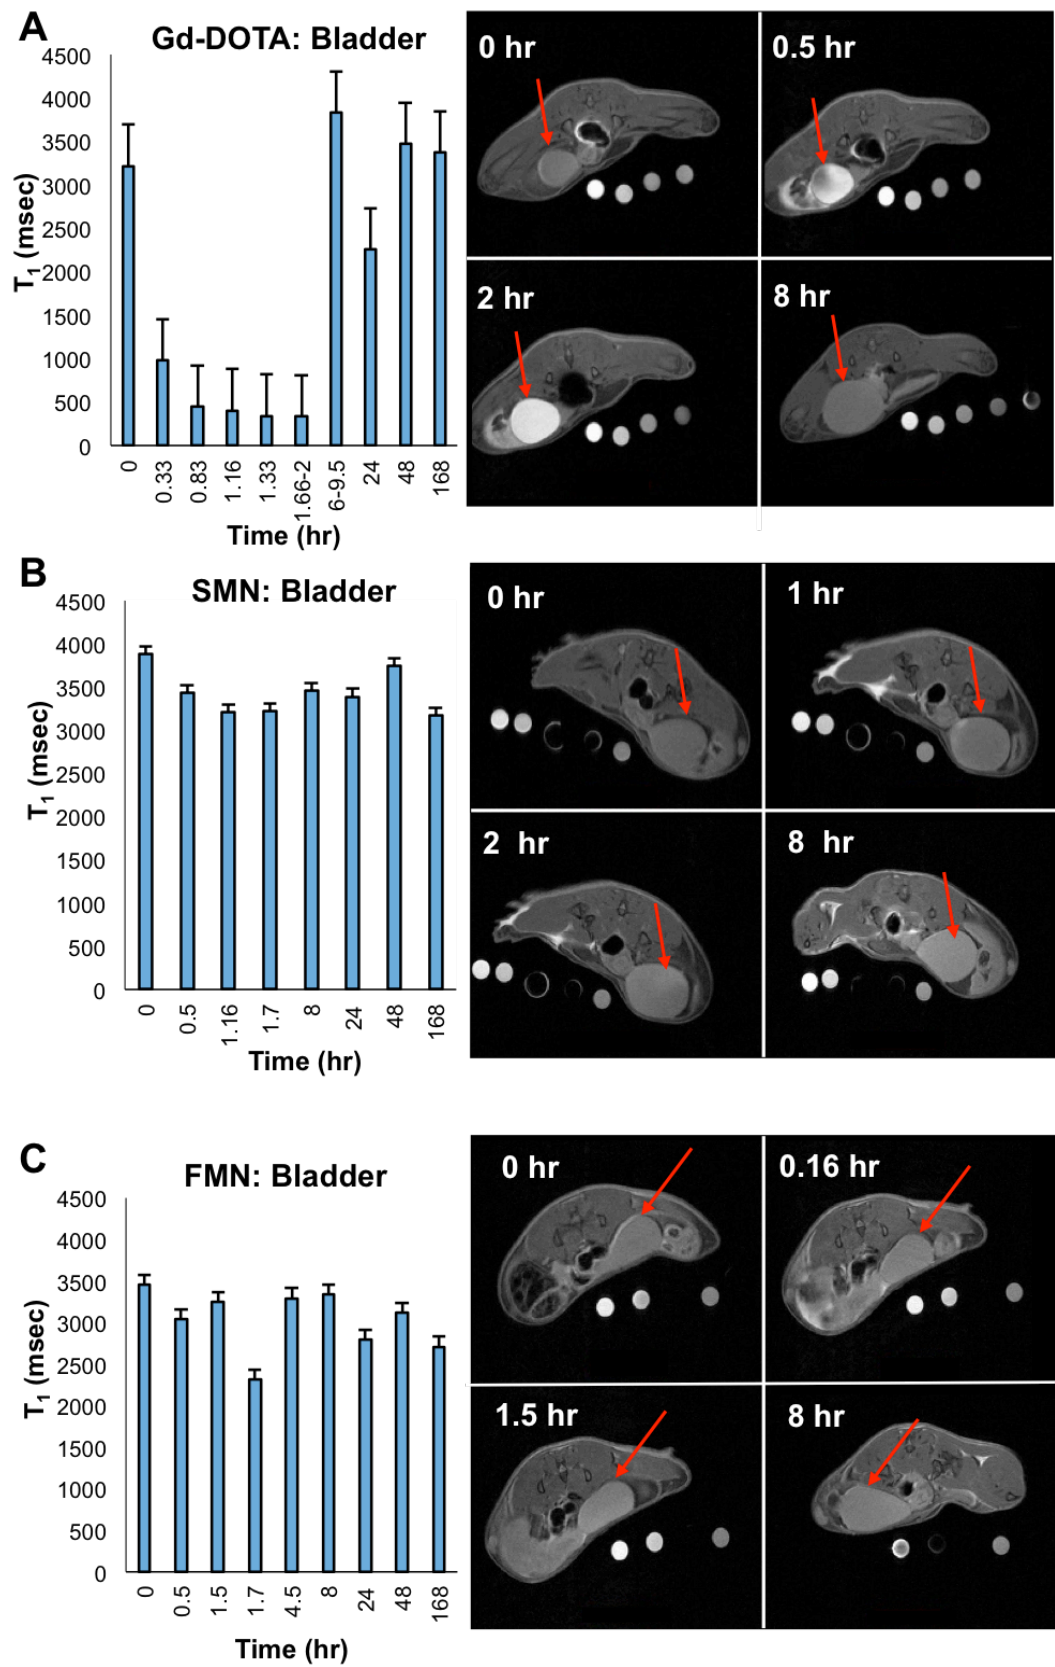 A
Gd-DOTA: Bladder
4500
4000
3500
3000
2500
2000
1500
1000
500
0
T1 (msec)
0
0.33
0.83
1.16
1.33
1.66-2
6-9.5
24
48
168
Time (hr)
0 hr
0.5 hr
2 hr
8 hr
B
SMN: Bladder
4500
4000
3500
3000
2500
2000
1500
1000
500
0
T1 (msec)
0
0.5
1.16
1.7
8
24
48
168
Time (hr)
0 hr
1 hr
2 hr
8 hr
C
FMN: Bladder
4500
4000
3500
3000
2500
2000
1500
1000
500
0
T1 (msec)
0
0.5
1.5
1.7
4.5
8
24
48
168
Time (hr)
0 hr
0.16 hr
1.5 hr
8 hr